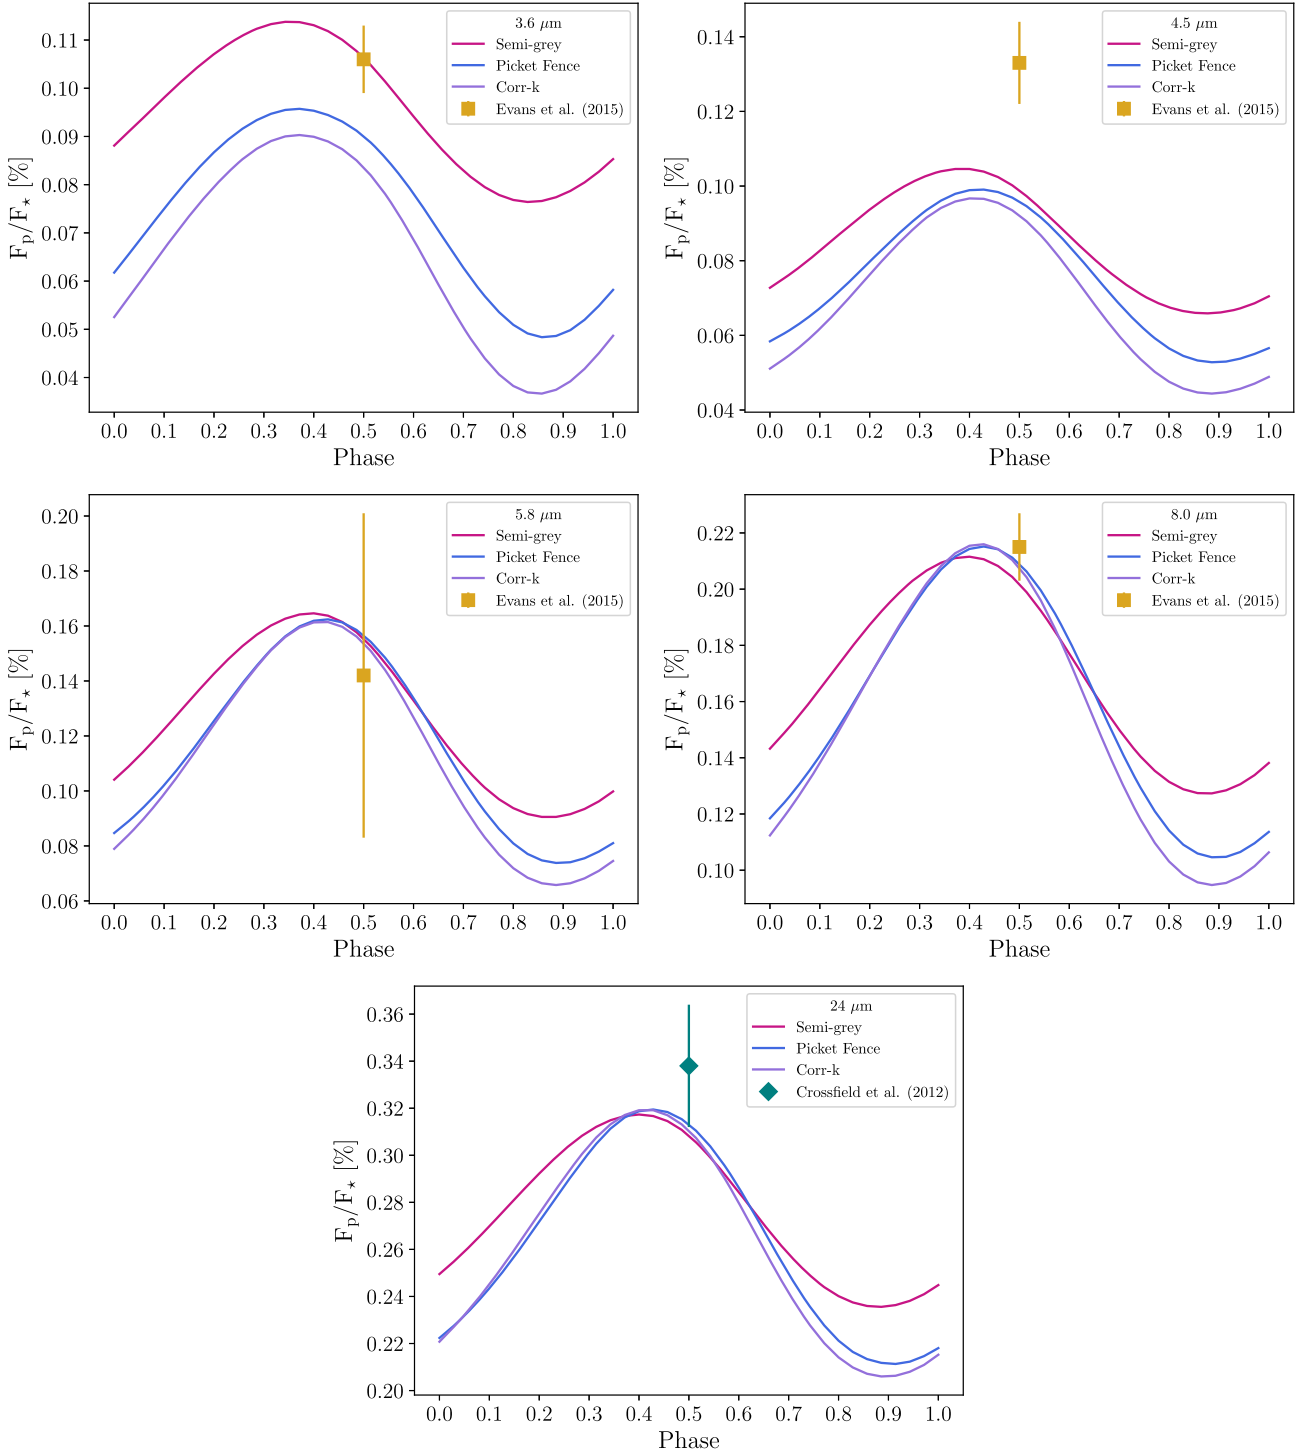 3.6 μm
Semi-grey
Picket Fence
Corr-k
Evans et al. (2015)
0.11
0.10
0.09
0.08
0.07
0.06
0.05
0.04
Fp/F⋆ [%]
0.0 0.1 0.2 0.3 0.4 0.5 0.6 0.7 0.8 0.9 1.0
Phase
4.5 μm
Semi-grey
Picket Fence
Corr-k
Evans et al. (2015)
0.14
0.12
0.10
0.08
0.06
0.04
Fp/F⋆ [%]
0.0 0.1 0.2 0.3 0.4 0.5 0.6 0.7 0.8 0.9 1.0
Phase
5.8 μm
Semi-grey
Picket Fence
Corr-k
Evans et al. (2015)
0.20
0.18
0.16
0.14
0.12
0.10
0.08
0.06
Fp/F⋆ [%]
0.0 0.1 0.2 0.3 0.4 0.5 0.6 0.7 0.8 0.9 1.0
Phase
8.0 μm
Semi-grey
Picket Fence
Corr-k
Evans et al. (2015)
0.22
0.20
0.18
0.16
0.14
0.12
0.10
Fp/F⋆ [%]
0.0 0.1 0.2 0.3 0.4 0.5 0.6 0.7 0.8 0.9 1.0
Phase
24 μm
Semi-grey
Picket Fence
Corr-k
Crossfield et al. (2012)
0.36
0.34
0.32
0.30
0.28
0.26
0.24
0.22
0.20
Fp/F⋆ [%]
0.0 0.1 0.2 0.3 0.4 0.5 0.6 0.7 0.8 0.9 1.0
Phase